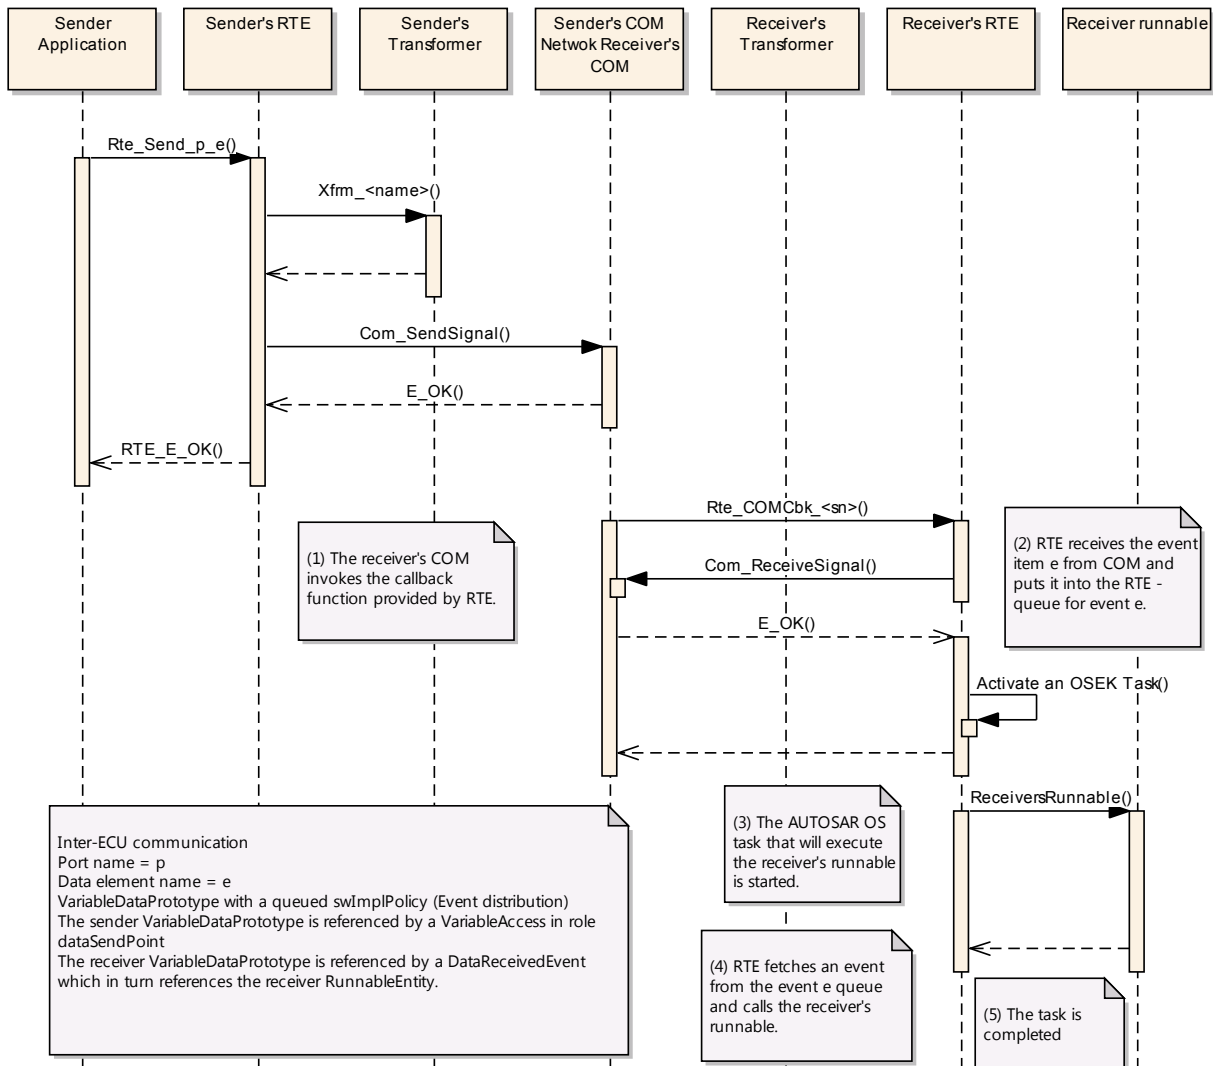 Sender
Application
Sender's RTE
Sender's
Transformer
Sender's COM
Netwok Receiver's
COM
Receiver's
Transformer
Receiver's RTE
Receiver runnable
Rte_Send_p_e()
Xfrm_<name>()
Com_SendSignal()
E_OK()
RTE_E_OK()
Rte_COMCbk_<sn>()
(1) The receiver's COM
invokes the callback
function provided by RTE.
(2) RTE receives the event
item e from COM and
puts it into the RTE -
queue for event e.
Com_ReceiveSignal()
E_OK()
Activate an OSEK Task()
ReceiversRunnable()
Inter-ECU communication
Port name = p
Data element name = e
VariableDataPrototype with a queued swImplPolicy (Event distribution)
The sender VariableDataPrototype is referenced by a VariableAccess in role
dataSendPoint
The receiver VariableDataPrototype is referenced by a DataReceivedEvent
which in turn references the receiver RunnableEntity.
(3) The AUTOSAR OS
task that will execute
the receiver's runnable
is started.
(4) RTE fetches an event
from the event e queue
and calls the receiver's
runnable.
(5) The task is
completed